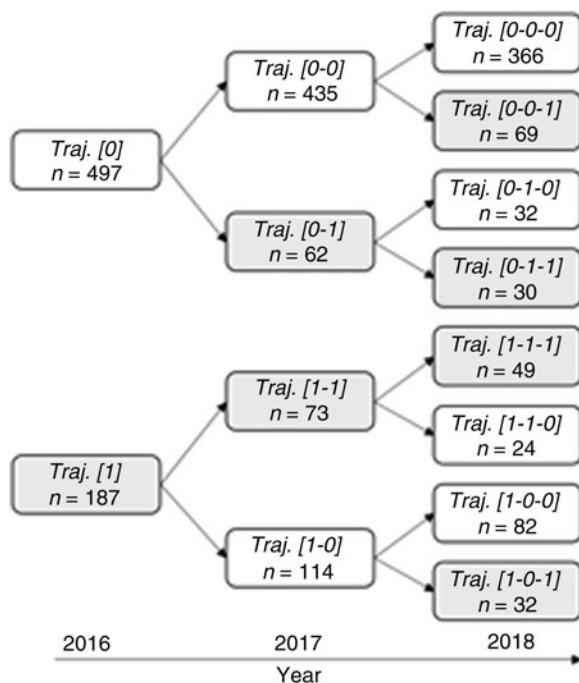 Traj. [0-0-0]
n = 366
Traj. [0-0]
n = 435
Traj. [0-0-1]
n = 69
Traj. [0]
n = 497
Traj. [0-1-0]
n = 32
Traj. [0-1]
n = 62
Traj. [0-1-1]
n = 30
Traj. [1-1-1]
n = 49
Traj. [1-1]
n = 73
Traj. [1-1-0]
n = 24
Traj. [1]
n = 187
Traj. [1-0-0]
n = 82
Traj. [1-0]
n = 114
Traj. [1-0-1]
n = 32
2016 2017 2018
Year